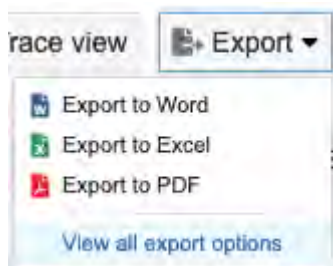 race view Export
Export to Word
Export to Excel
Export to PDF
View all export options